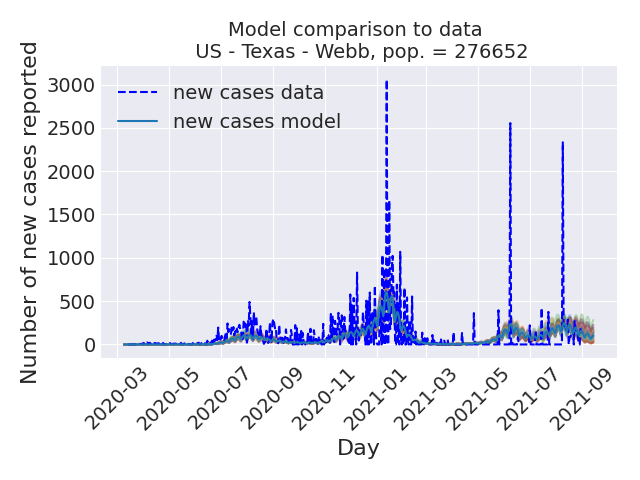 Model comparison to data
US - Texas - Webb, pop. = 276652
Number of new cases reported
3000
2500
2000
1500
1000
500
0
new cases data
new cases model
2020-03
2020-05
2020-07
2020-09
2020-11
2021-01
2021-03
2021-05
2021-07
2021-09
Day